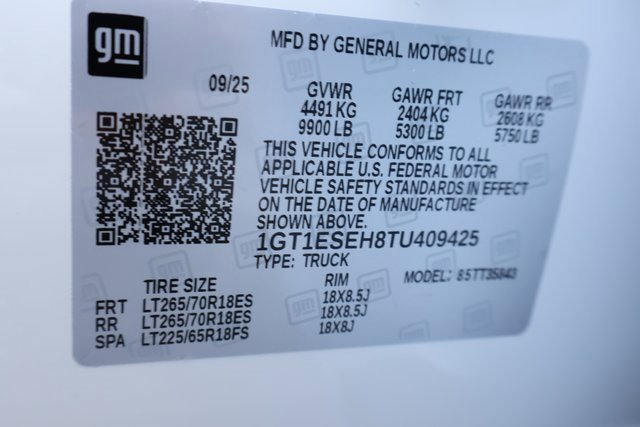 gm
MFD BY GENERAL MOTORS LLC
09/25
GVWR GAWR FRT GAWR RR
4491 KG 2404 KG 2608 KG
9900 LB 5300 LB 5750 LB
THIS VEHICLE CONFORMS TO ALL
APPLICABLE U.S. FEDERAL MOTOR
VEHICLE SAFETY STANDARDS IN EFFECT
ON THE DATE OF MANUFACTURE
SHOWN ABOVE.
1GT1ESEH8TU409425
TYPE: TRUCK MODEL:
TIRE SIZE RIM
FRT LT265/70R18ES 18X8.5J
RR LT265/70R18ES 18X8.5J
SPA LT225/65R18FS 18X8J